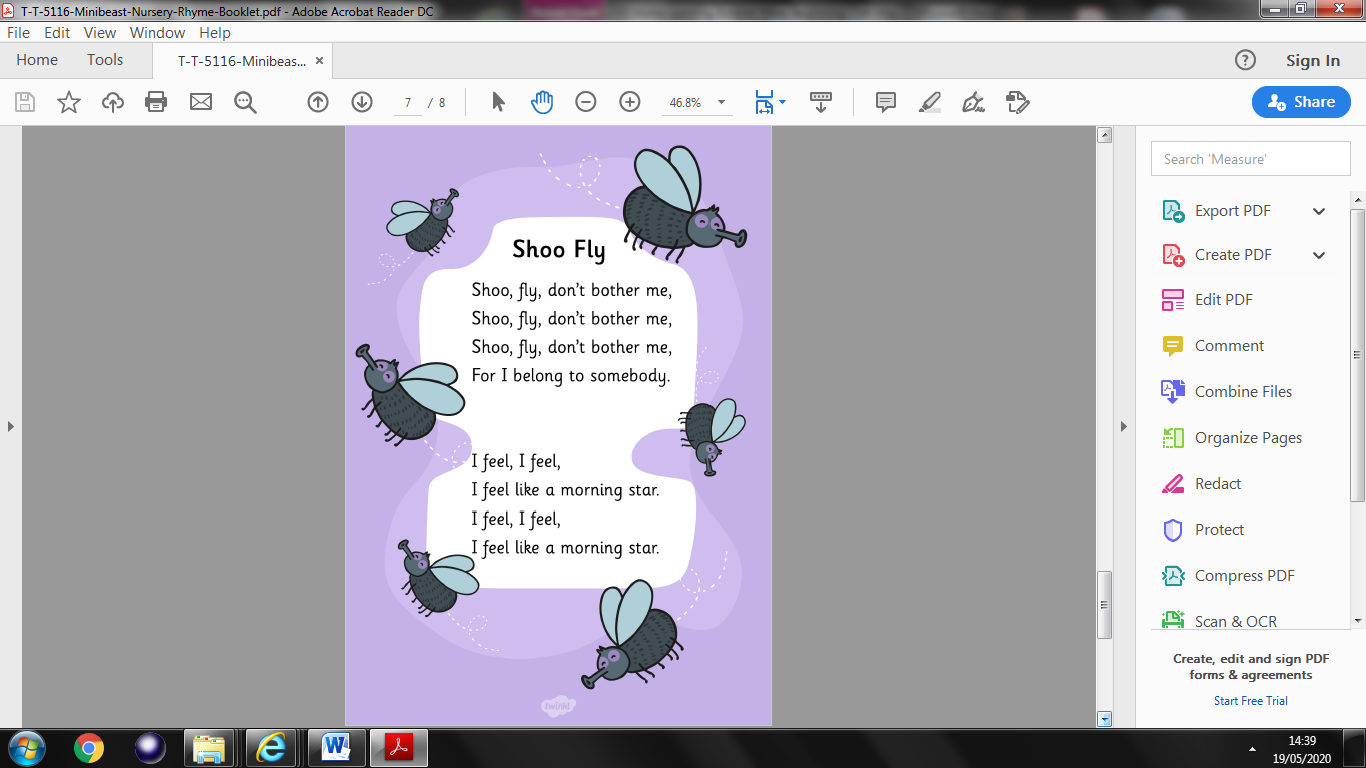 T-T-5116-Minibeast-Nursery-Rhyme-Booklet.pdf - Adobe Acrobat Reader DC
File Edit View Window Help
Home Tools T-T-5116-Minibeas... × ? Sign In
7 / 8 46.8% Share
Search 'Measure'
Export PDF
Create PDF
Edit PDF
Comment
Combine Files
Organize Pages
Redact
Protect
Compress PDF
Scan & OCR
Create, edit and sign PDF
forms & agreements
Start Free Trial
Shoo Fly
Shoo, fly, don't bother me,
Shoo, fly, don't bother me,
Shoo, fly, don't bother me,
For I belong to somebody.
I feel, I feel,
I feel like a morning star.
I feel, I feel,
I feel like a morning star.
twinkl
14:39
19/05/2020